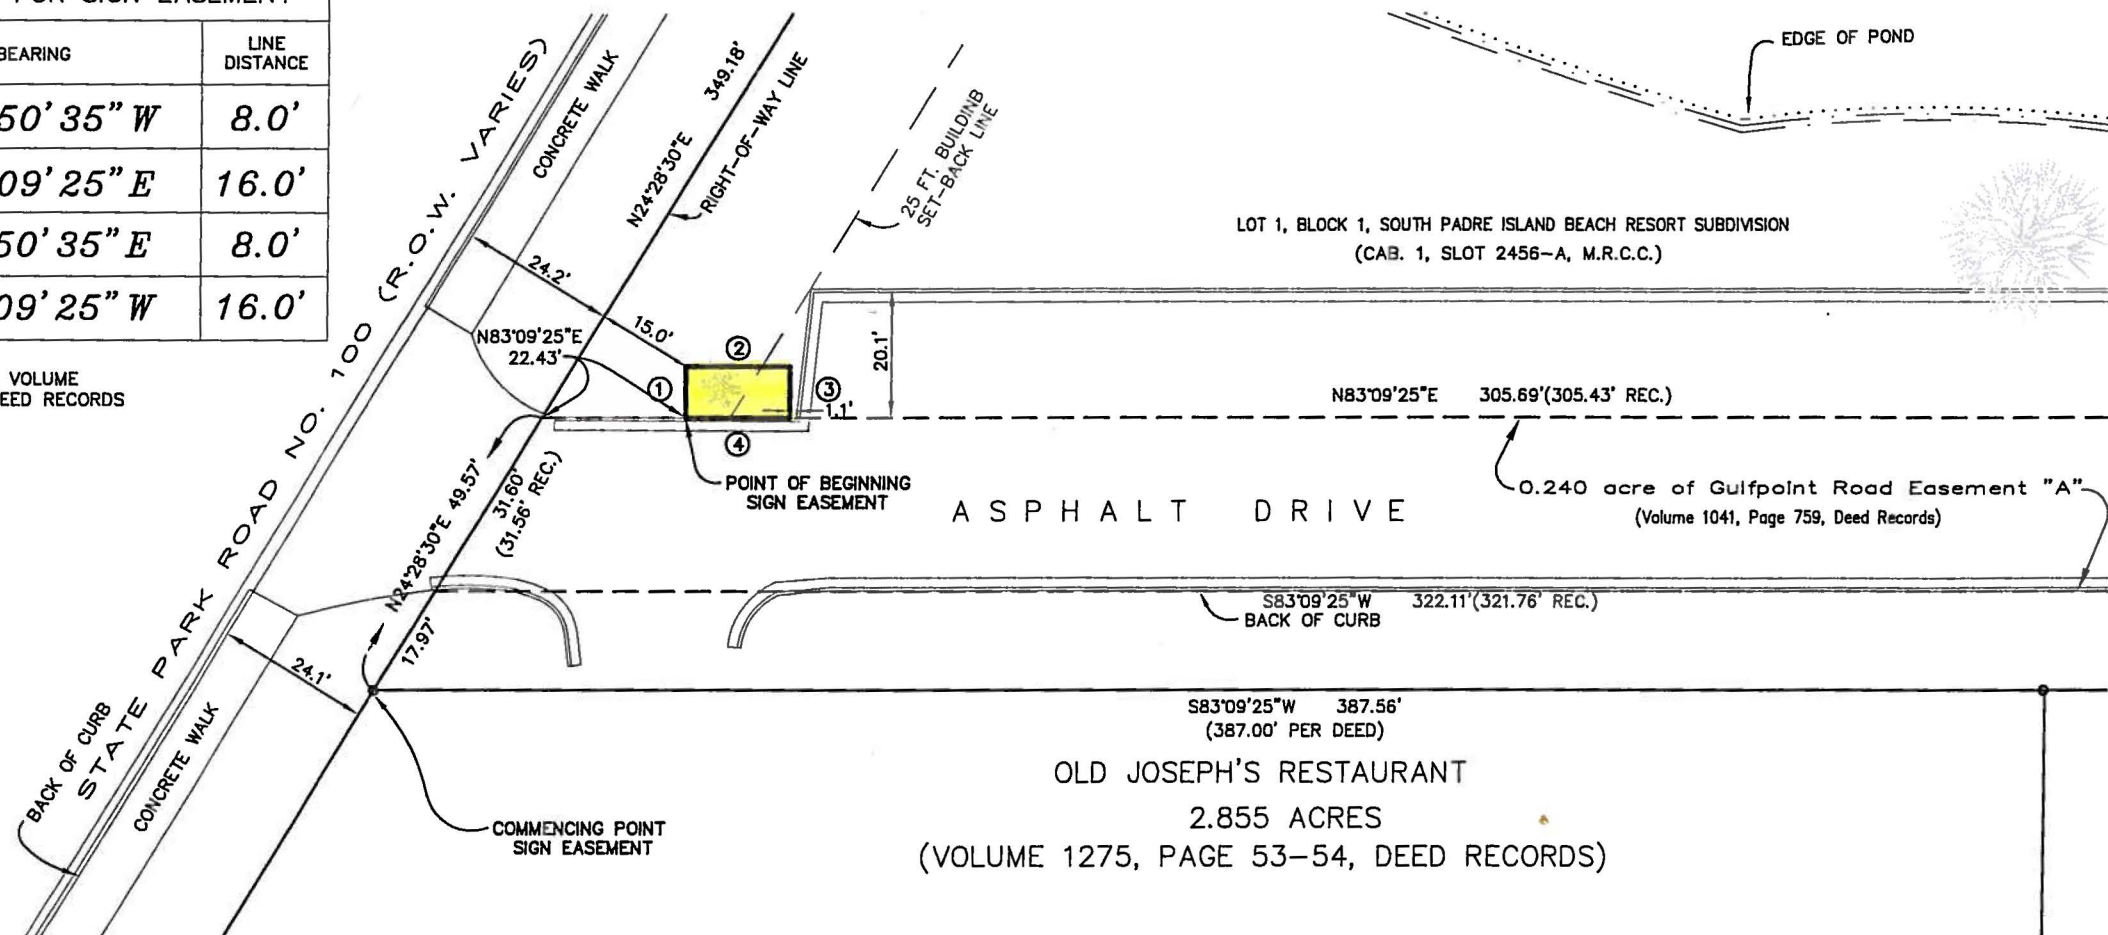 FOR SIGN EASEMENT
BEARING
LINE
DISTANCE
50'35" W
8.0'
09'25" E
16.0'
50'35" E
8.0'
09'25" W
16.0'
VOLUME
DEED RECORDS
STATE PARK ROAD NO. 100 (R.O.W. VARIES)
CONCRETE WALK
349.18'
N24°28'30"E
RIGHT-OF-WAY LINE
25 FT. BUILDINB
SET-BACK LINE
EDGE OF POND
LOT 1, BLOCK 1, SOUTH PADRE ISLAND BEACH RESORT SUBDIVISION
(CAB. 1, SLOT 2456-A, M.R.C.C.)
24.2'
15.0'
N83°09'25"E
22.43'
1
2
3
4
1.1'
20.1'
N83°09'25"E 305.69'(305.43' REC.)
POINT OF BEGINNING
SIGN EASEMENT
ASPHALT DRIVE
0.240 acre of Gulfpoint Road Easement "A"
(Volume 1041, Page 759, Deed Records)
N24°28'30"E 49.57'
31.60'
(31.56' REC.)
17.97'
S83°09'25"W 322.11'(321.76' REC.)
BACK OF CURB
24.1'
BACK OF CURB
CONCRETE WALK
S83°09'25"W 387.56'
(387.00' PER DEED)
OLD JOSEPH'S RESTAURANT
2.855 ACRES
(VOLUME 1275, PAGE 53-54, DEED RECORDS)
COMMENCING POINT
SIGN EASEMENT